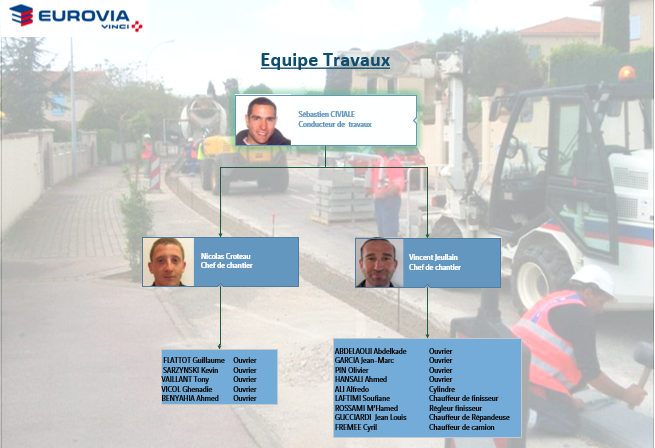 EUROVIA
VINCI
Equipe Travaux
Sébastien CIVIALE
Conducteur de travaux
Nicolas Croteau
Chef de chantier
Vincent Jeullain
Chef de chantier
FLATTOT Guillaume Ouvrier
SARZYNSKI Kevin Ouvrier
VAILLANT Tony Ouvrier
VICOL Ghenadie Ouvrier
BENYAHIA Ahmed Ouvrier
ABDELAOUI Abdelkade Ouvrier
GARCIA Jean-Marc Ouvrier
PIN Olivier Ouvrier
HANSALI Ahmed Ouvrier
ALI Alfredo Cylindre
LAFTIMI Soufiane Chauffeur de finisseur
ROSSAMI M'Hamed Régleur finisseur
GUCCIARDI Jean Louis Chauffeur de Répandeuse
FREMEE Cyril Chauffeur de camion